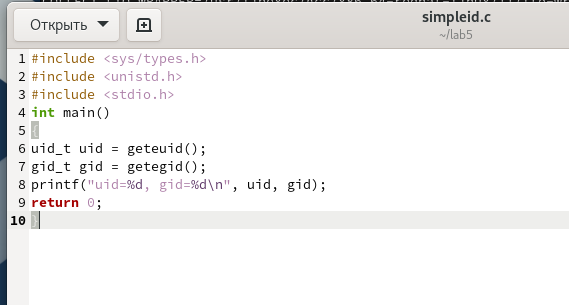 Открыть
simpleid.c
~/lab5
1 #include <sys/types.h>
2 #include <unistd.h>
3 #include <stdio.h>
4 int main()
5 {
6 uid_t uid = geteuid();
7 gid_t gid = getegid();
8 printf("uid=%d, gid=%d\n", uid, gid);
9 return 0;
10 }